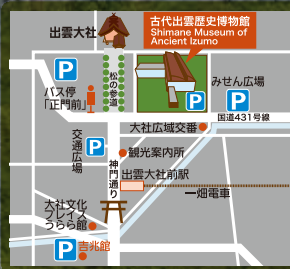 出雲大社
古代出雲歴史博物館
Shimane Museum of
Ancient Izumo
P
松の参道
P
みせん広場
P
バス停
「正門前」
国道431号線
大社広域交番
交通広場
P
観光案内所
神門通り
出雲大社前駅
一畑電車
大社文化
プレイス
うらら館
P
吉兆館